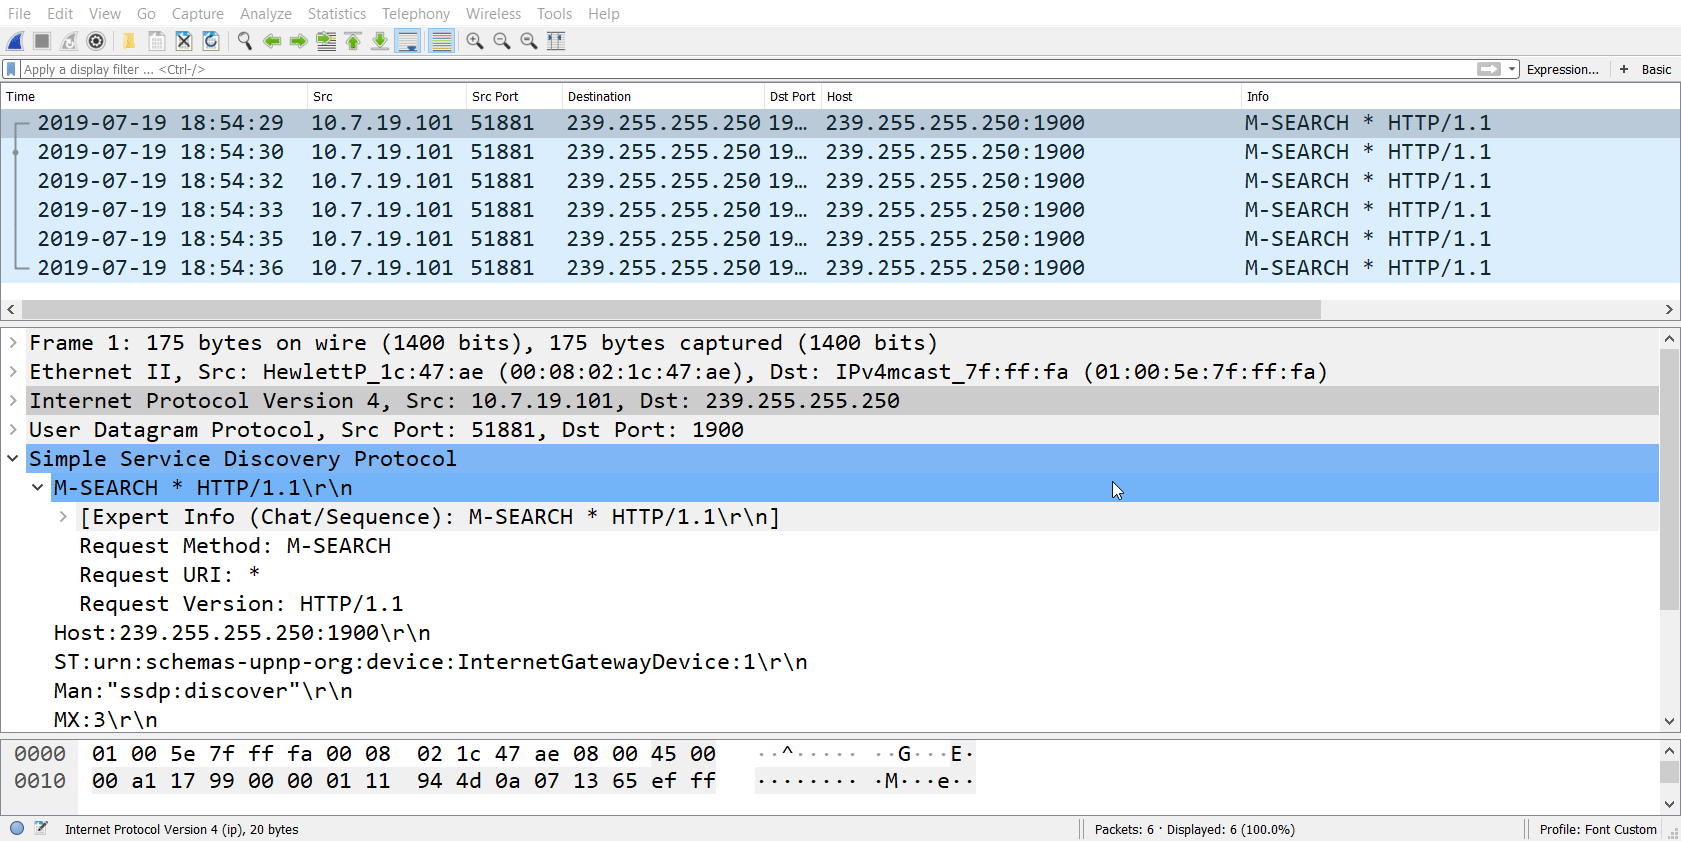 File Edit View Go Capture Analyze Statistics Telephony Wireless Tools Help
Apply a display filter ... <Ctrl-/> Expression... + Basic
Time Src Src Port Destination Dst Port Host Info
2019-07-19 18:54:29 10.7.19.101 51881 239.255.255.250 19… 239.255.255.250:1900 M-SEARCH * HTTP/1.1
2019-07-19 18:54:30 10.7.19.101 51881 239.255.255.250 19… 239.255.255.250:1900 M-SEARCH * HTTP/1.1
2019-07-19 18:54:32 10.7.19.101 51881 239.255.255.250 19… 239.255.255.250:1900 M-SEARCH * HTTP/1.1
2019-07-19 18:54:33 10.7.19.101 51881 239.255.255.250 19… 239.255.255.250:1900 M-SEARCH * HTTP/1.1
2019-07-19 18:54:35 10.7.19.101 51881 239.255.255.250 19… 239.255.255.250:1900 M-SEARCH * HTTP/1.1
2019-07-19 18:54:36 10.7.19.101 51881 239.255.255.250 19… 239.255.255.250:1900 M-SEARCH * HTTP/1.1
Frame 1: 175 bytes on wire (1400 bits), 175 bytes captured (1400 bits)
Ethernet II, Src: HewlettP_1c:47:ae (00:08:02:1c:47:ae), Dst: IPv4mcast_7f:ff:fa (01:00:5e:7f:ff:fa)
Internet Protocol Version 4, Src: 10.7.19.101, Dst: 239.255.255.250
User Datagram Protocol, Src Port: 51881, Dst Port: 1900
Simple Service Discovery Protocol
M-SEARCH * HTTP/1.1\r\n
[Expert Info (Chat/Sequence): M-SEARCH * HTTP/1.1\r\n]
Request Method: M-SEARCH
Request URI: *
Request Version: HTTP/1.1
Host:239.255.255.250:1900\r\n
ST:urn:schemas-upnp-org:device:InternetGatewayDevice:1\r\n
Man:"ssdp:discover"\r\n
MX:3\r\n
0000 01 00 5e 7f ff fa 00 08 02 1c 47 ae 08 00 45 00 ··^····· ··G···E·
0010 00 a1 17 99 00 00 01 11 94 4d 0a 07 13 65 ef ff ········ ·M···e··
Internet Protocol Version 4 (ip), 20 bytes Packets: 6 · Displayed: 6 (100.0%) Profile: Font Custom